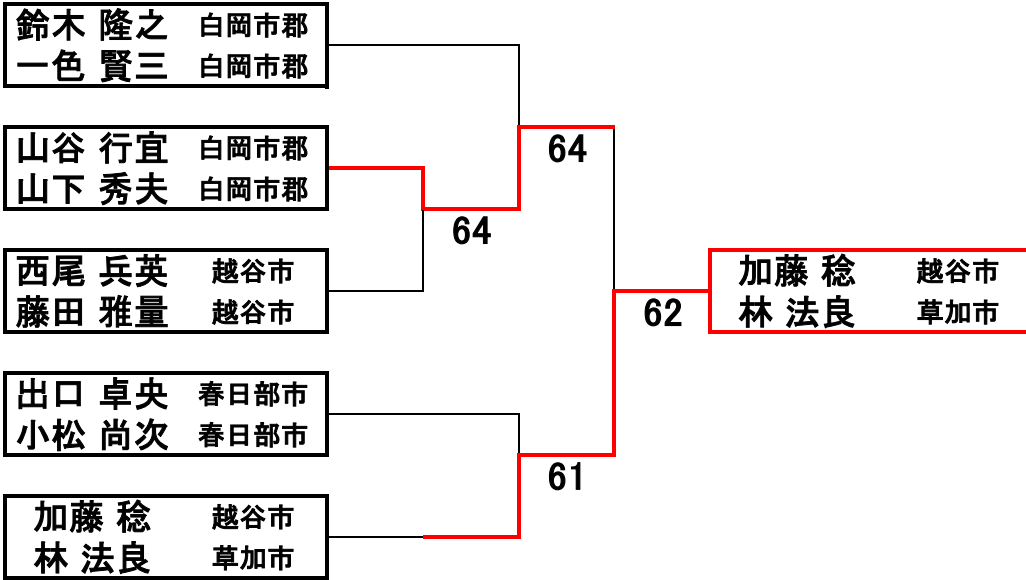 鈴木 隆之 白岡市郡
一色 賢三 白岡市郡
山谷 行宜 白岡市郡
山下 秀夫 白岡市郡
64
64
西尾 兵英 越谷市
藤田 雅量 越谷市
62
加藤 稔 越谷市
林 法良 草加市
出口 卓央 春日部市
小松 尚次 春日部市
61
加藤 稔 越谷市
林 法良 草加市